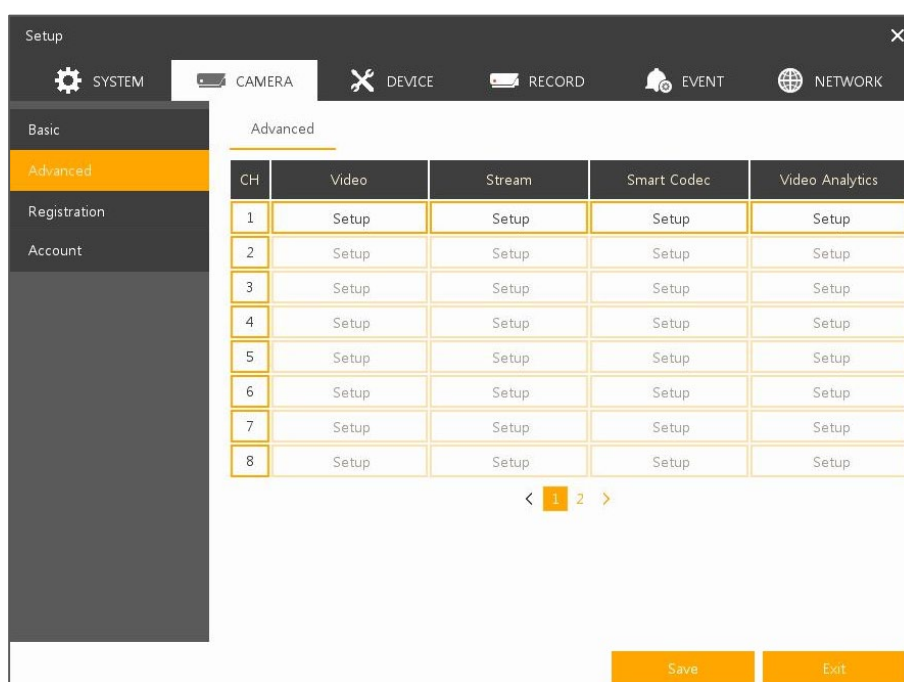 Setup
SYSTEM CAMERA DEVICE RECORD EVENT NETWORK
Basic
Advanced
Registration
Account
Advanced
CH Video Stream Smart Codec Video Analytics
1 Setup Setup Setup Setup
2 Setup Setup Setup Setup
3 Setup Setup Setup Setup
4 Setup Setup Setup Setup
5 Setup Setup Setup Setup
6 Setup Setup Setup Setup
7 Setup Setup Setup Setup
8 Setup Setup Setup Setup
< 1 2 >
Save Exit